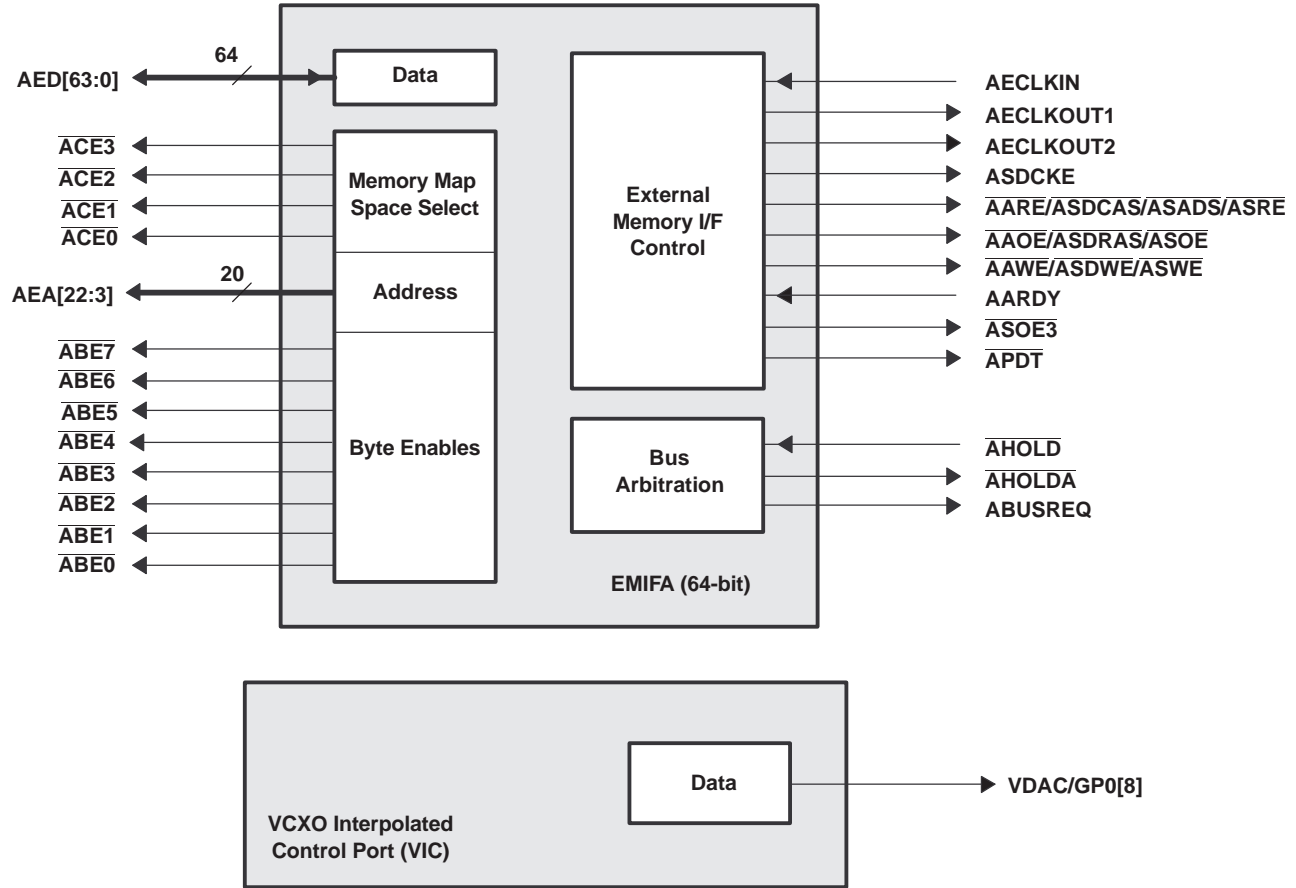 64
AED[63:0]
Data
ACE3
ACE2
ACE1
ACE0
Memory Map
Space Select
20
AEA[22:3]
Address
ABE7
ABE6
ABE5
ABE4
ABE3
ABE2
ABE1
ABE0
Byte Enables
External
Memory I/F
Control
AECLKIN
AECLKOUT1
AECLKOUT2
ASDCKE
AARE/ASDCAS/ASADS/ASRE
AAOE/ASDRAS/ASOE
AAWE/ASDWE/ASWE
AARDY
ASOE3
APDT
Bus
Arbitration
AHOLD
AHOLDA
ABUSREQ
EMIFA (64-bit)
Data
VDAC/GP0[8]
VCXO Interpolated
Control Port (VIC)